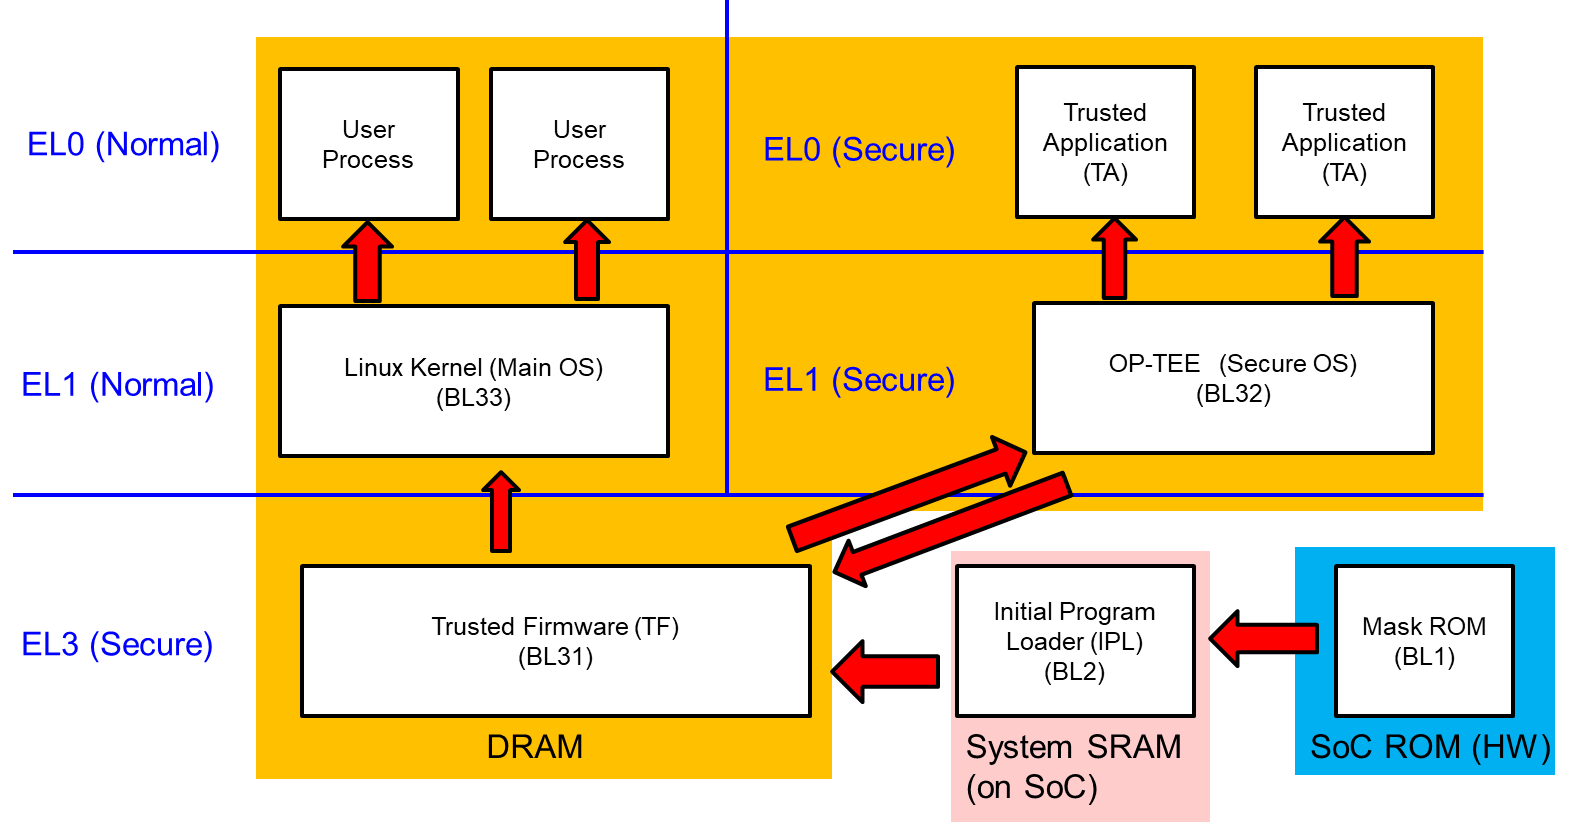 EL0 (Normal)
User
Process
User
Process
EL0 (Secure)
Trusted
Application
(TA)
Trusted
Application
(TA)
EL1 (Normal)
Linux Kernel (Main OS)
(BL33)
EL1 (Secure)
OP-TEE (Secure OS)
(BL32)
EL3 (Secure)
Trusted Firmware (TF)
(BL31)
Initial Program
Loader (IPL)
(BL2)
Mask ROM
(BL1)
DRAM
System SRAM
(on SoC)
SoC ROM (HW)